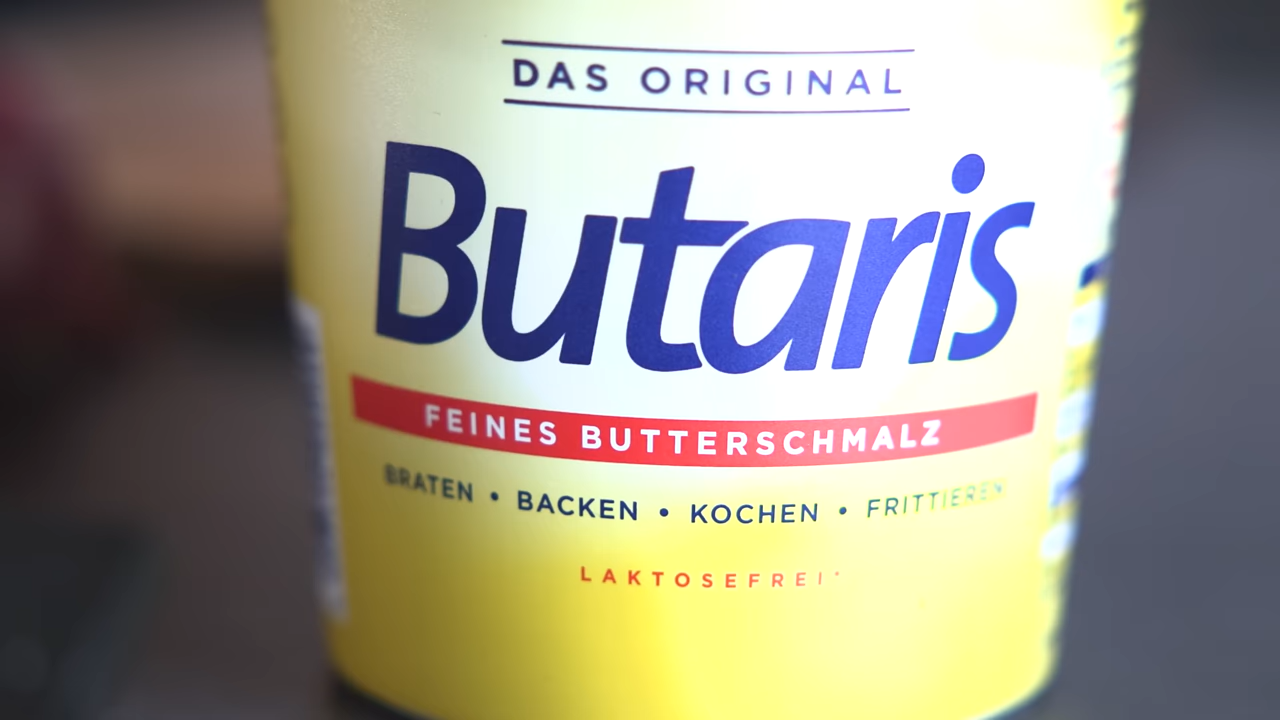 DAS ORIGINAL
Butaris
FEINES BUTTERSCHMALZ
BRATEN • BACKEN • KOCHEN • FRITTIEREN
LAKTOSEFREI*